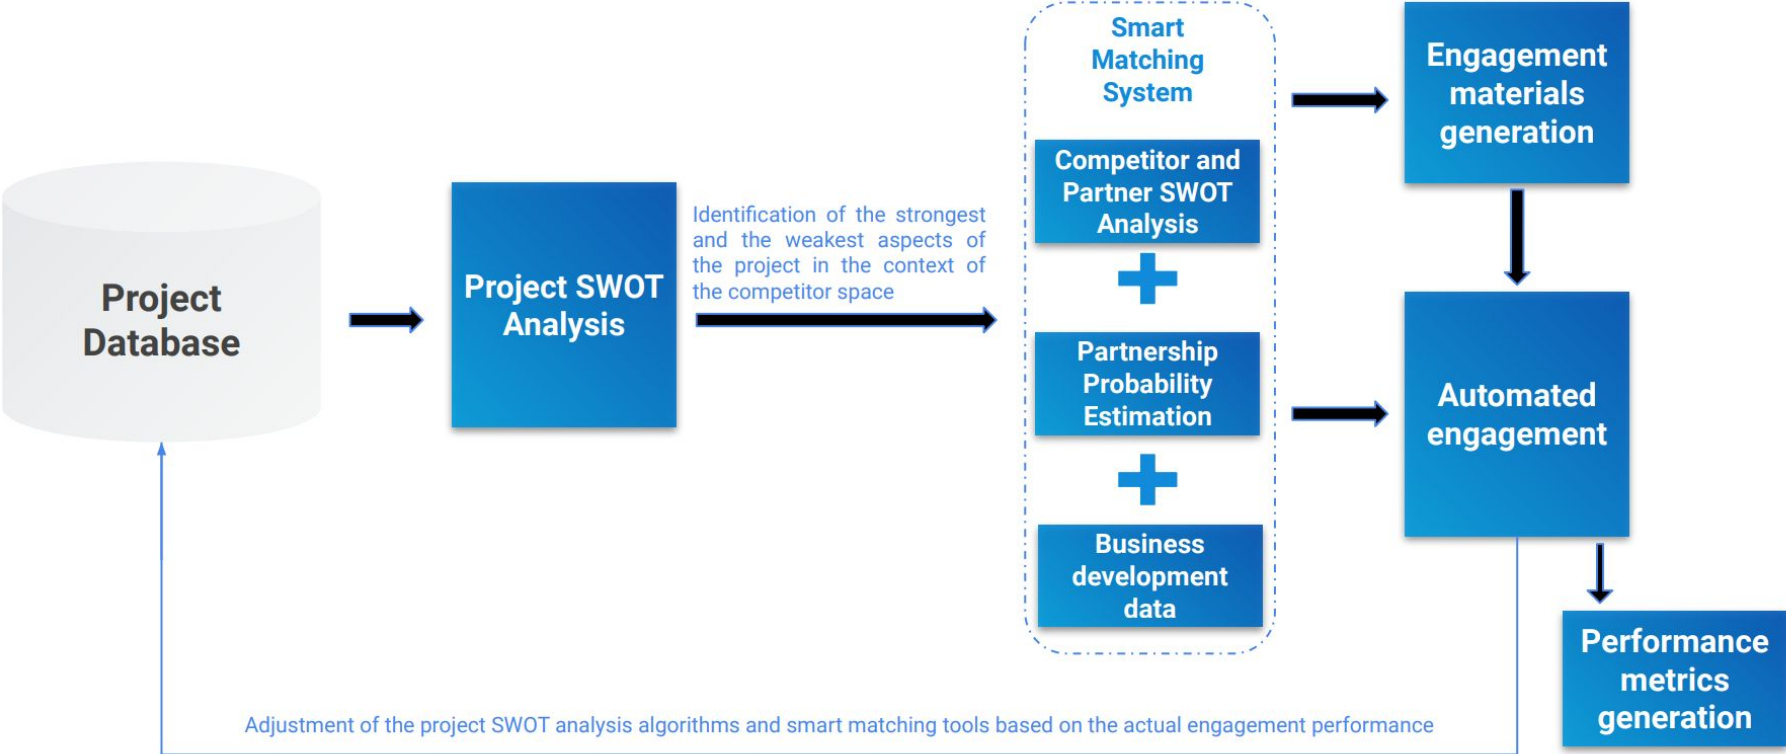 Project
Database
Project SWOT
Analysis
Identification of the strongest
and the weakest aspects of
the project in the context of
the competitor space
Smart
Matching
System
Competitor and
Partner SWOT
Analysis
Partnership
Probability
Estimation
Business
development
data
Engagement
materials
generation
Automated
engagement
Performance
metrics
generation
Adjustment of the project SWOT analysis algorithms and smart matching tools based on the actual engagement performance